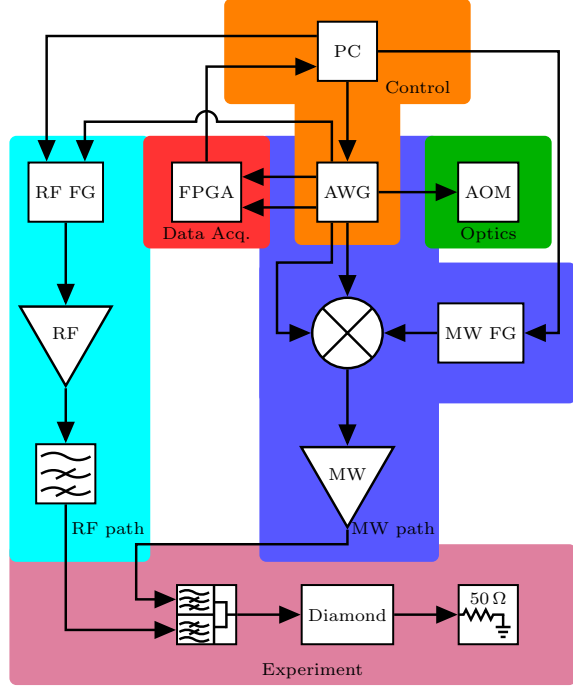 PC
Control
RF FG
FPGA
AWG
AOM
Data Acq.
Optics
RF
MW FG
MW
RF path
MW path
Diamond
50 Ω
Experiment